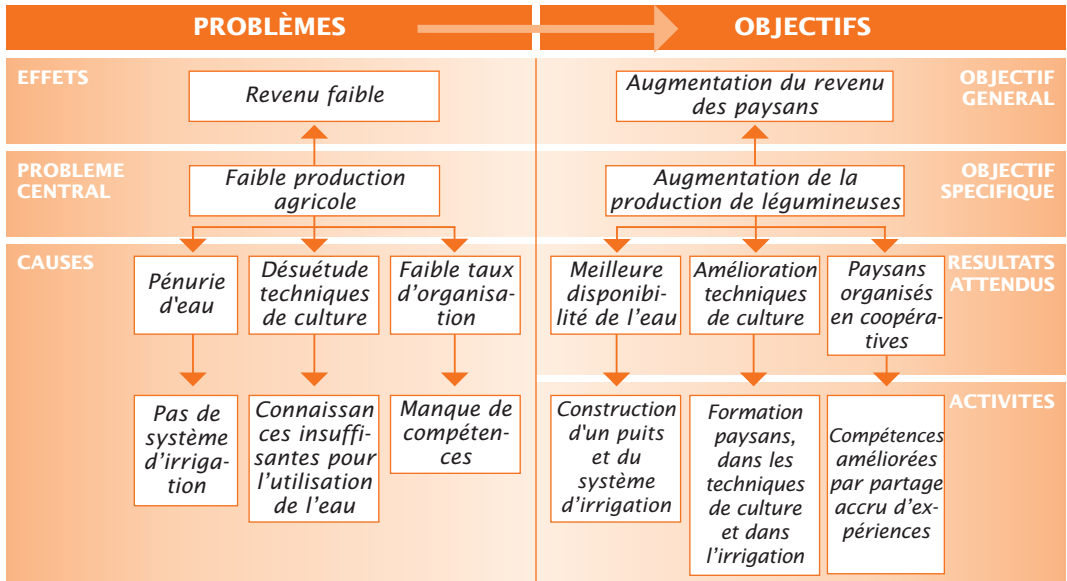 PROBLÈMES
OBJECTIFS
EFFETS
Revenu faible
Augmentation du revenu
des paysans
OBJECTIF
GENERAL
PROBLEME
CENTRAL
Faible production
agricole
Augmentation de la
production de légumineuses
OBJECTIF
SPECIFIQUE
CAUSES
Pénurie
d'eau
Désuétude
techniques
de culture
Faible taux
d'organisa-
tion
Meilleure
disponibi-
lité de l'eau
Amélioration
techniques
de culture
Paysans
organisés
en coopéra-
tives
RESULTATS
ATTENDUS
Pas de
système
d'irriga-
tion
Connaissan
ces insuffi-
santes pour
l'utilisation
de l'eau
Manque de
compéten-
ces
Construction
d'un puits
et du
système
d'irrigation
Formation
paysans,
dans les
techniques
de culture
et dans
l'irrigation
Compétences
améliorées
par partage
accru d'ex-
périences
ACTIVITES